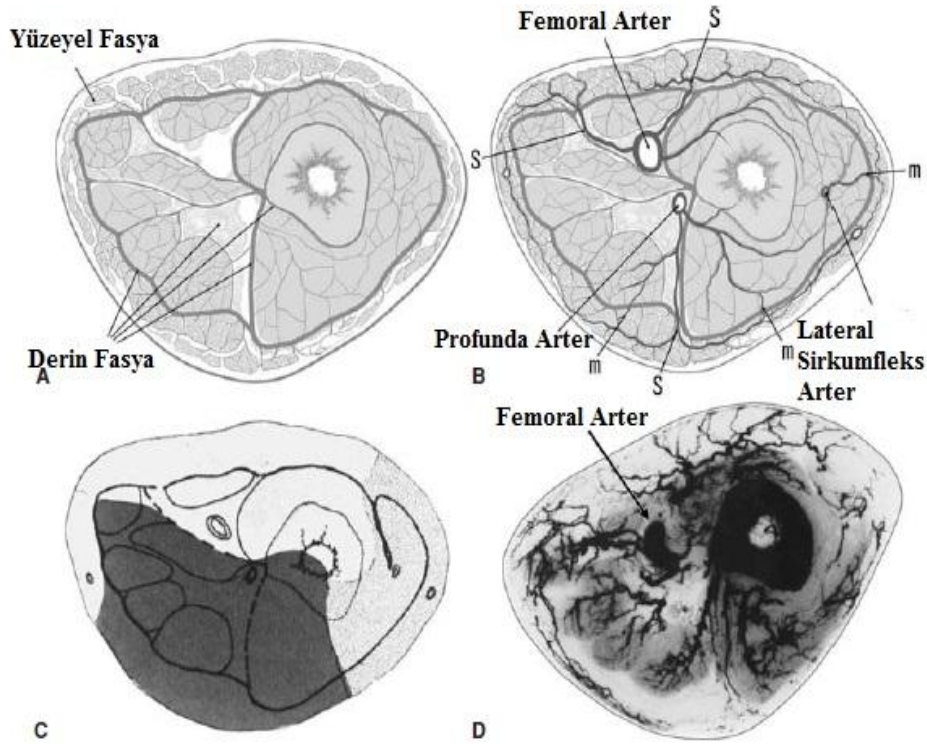 Yüzeyel Fasya
Derin Fasya
A
Femoral Arter
S
S
m
Profunda Arter
m
S
m
Lateral
Sirkumfleks
Arter
B
C
Femoral Arter
D